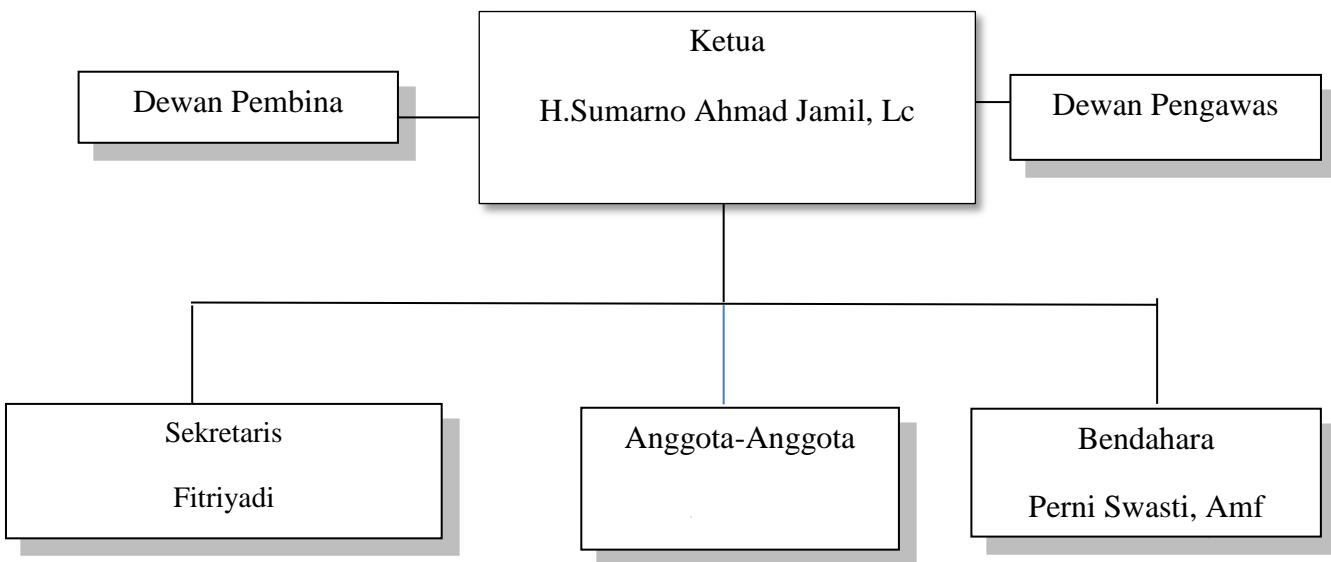 Ketua
H.Sumarno Ahmad Jamil, Lc
Dewan Pembina
Dewan Pengawas
Sekretaris
Fitriyadi
Anggota-Anggota
Bendahara
Perni Swasti, Amf